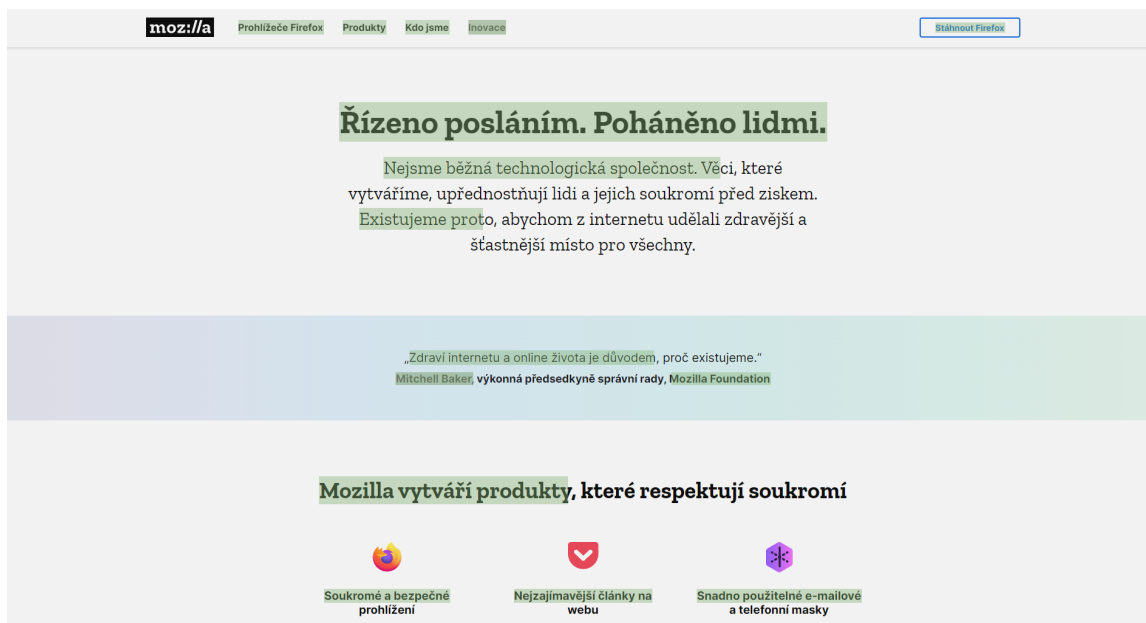 moz://a
Prohlížeče Firefox Produkty Kdo jsme Inovace Stáhnout Firefox
Řízeno posláním. Poháněno lidmi.
Nejsme běžná technologická společnost. Věci, které
vytváříme, upřednostňují lidi a jejich soukromí před ziskem.
Existujeme proto, abychom z internetu udělali zdravější a
šťastnější místo pro všechny.
„Zdraví internetu a online života je důvodem, proč existujeme.“
Mitchell Baker, výkonná předsedkyně správní rady, Mozilla Foundation
Mozilla vytváří produkty, které respektují soukromí
Soukromé a bezpečné
prohlížení
Nejzajímavější články na
webu
Snadno použitelné e-mailové
a telefonní masky